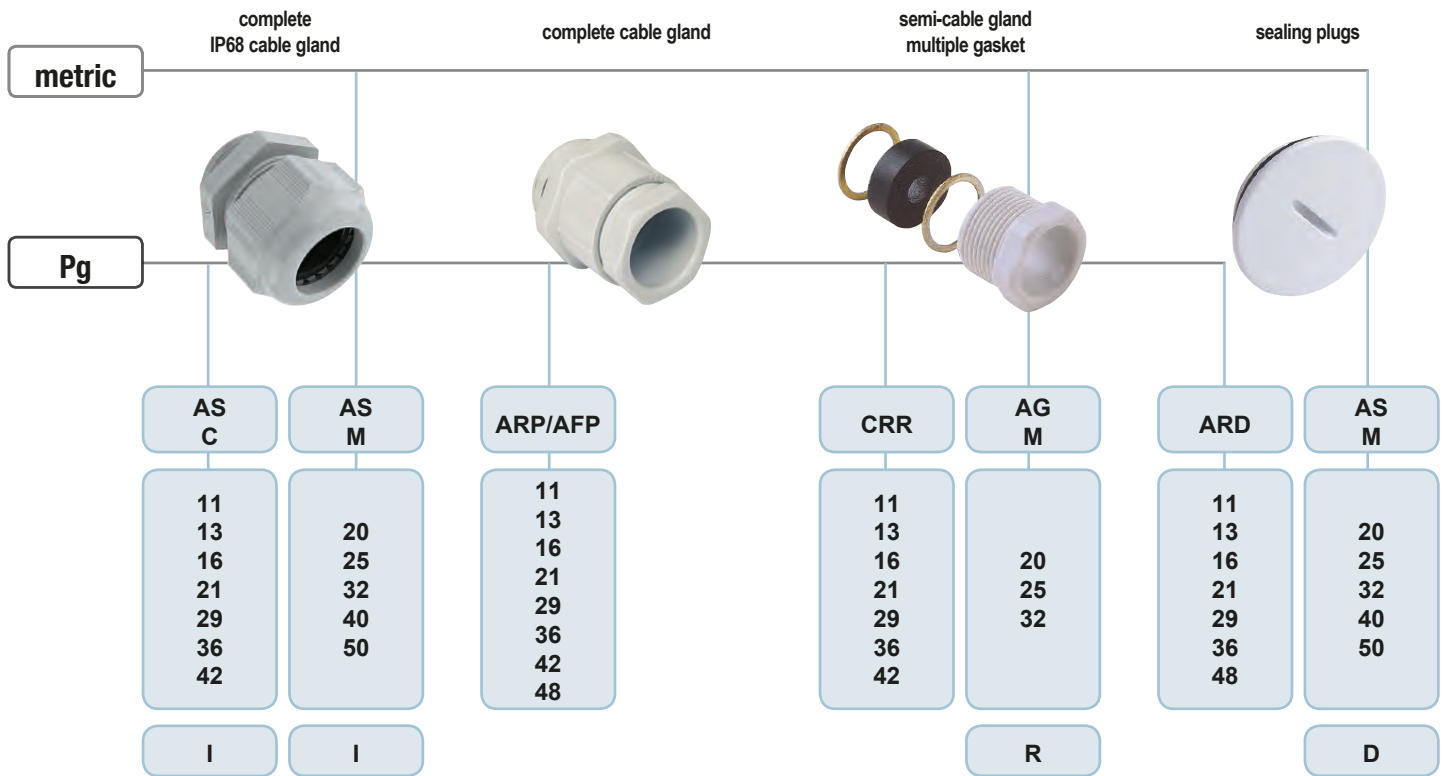 complete
IP68 cable gland
complete cable gland
semi-cable gland
multiple gasket
sealing plugs
metric
Pg
AS
C
11
13
16
21
29
36
42
I
AS
M
20
25
32
40
50
I
ARP/AFP
11
13
16
21
29
36
42
48
CRR
11
13
16
21
29
36
42
AG
M
20
25
32
R
ARD
11
13
16
21
29
36
48
AS
M
20
25
32
40
50
D